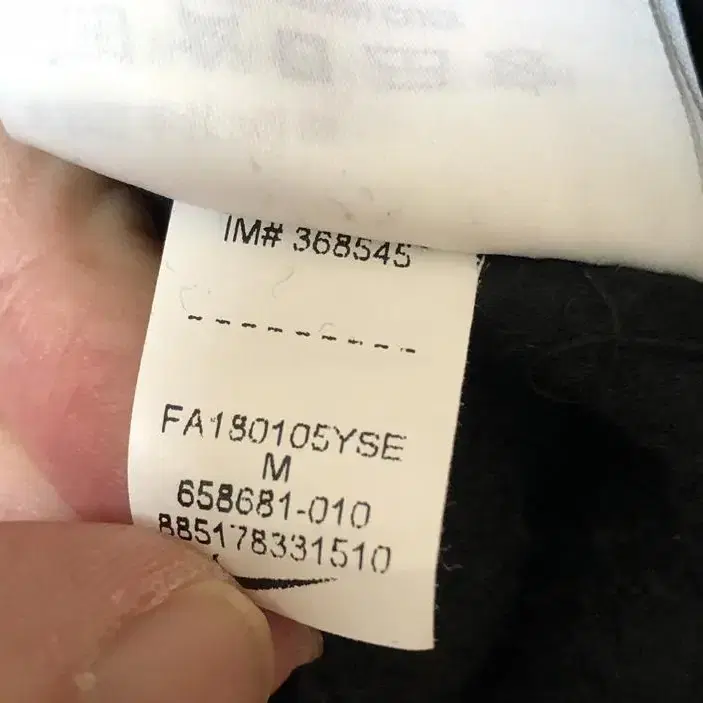 IM# 368545
---------
FA180105YSE
M
658681-010
885178331510